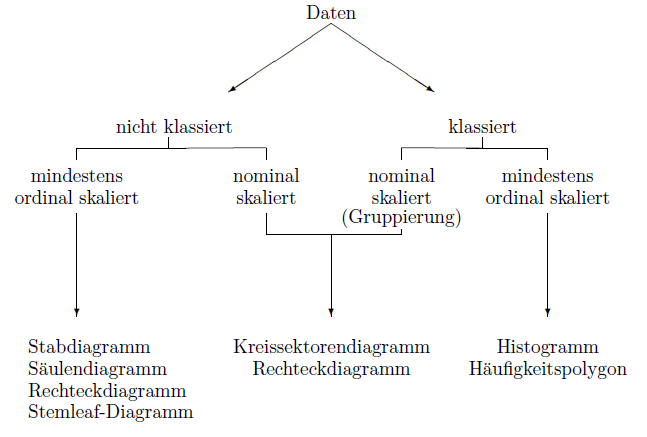 Daten
nicht klassiert
klassiert
mindestens
ordinal skaliert
nominal
skaliert
nominal
skaliert
(Gruppierung)
mindestens
ordinal skaliert
Stabdiagramm
Säulendiagramm
Rechteckdiagramm
Stemleaf-Diagramm
Kreissektorendiagramm
Rechteckdiagramm
Histogramm
Häufigkeitspolygon